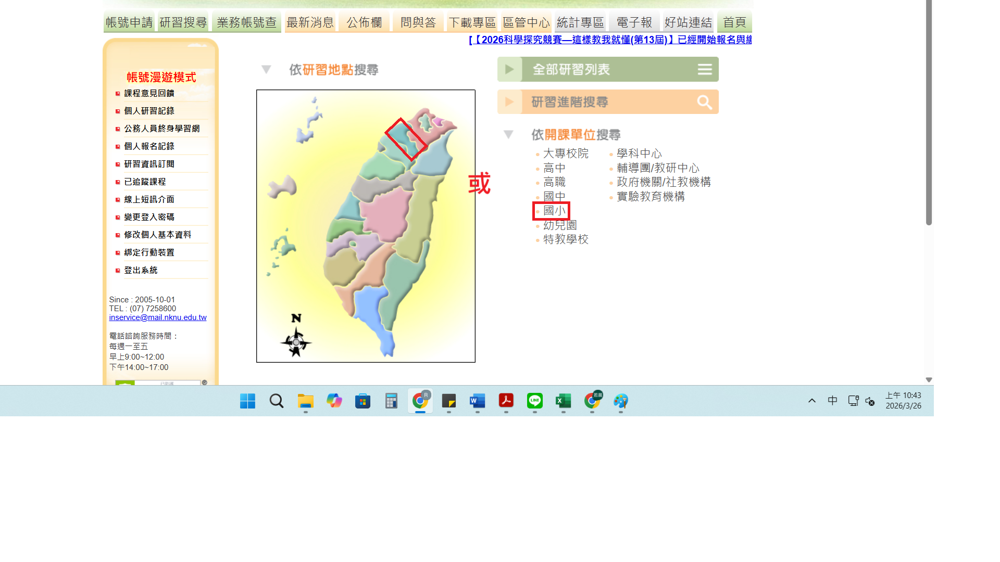 帳號申請 研習搜尋 業務帳號查 最新消息 公佈欄 問與答 下載專區 區管中心 統計專區 電子報 好站連結 首頁
[【2026科學探究競賽—這樣教我就懂(第13屆)】已經開始報名與繳
帳號漫遊模式
課程意見回饋
個人研習記錄
公務人員終身學習網
個人報名記錄
研習資訊訂閱
已追蹤課程
線上短訊介面
變更登入密碼
修改個人基本資料
綁定行動裝置
登出系統
Since : 2005-10-01
TEL : (07) 7258600
inservice@mail.nknu.edu.tw
電話諮詢服務時間：
每週一至五
早上9:00~12:00
下午14:00~17:00
依研習地點搜尋
N
或
全部研習列表
研習進階搜尋
依開課單位搜尋
大專校院
高中
高職
國中
國小
幼兒園
特教學校
學科中心
輔導團/教研中心
政府機關/社教機構
實驗教育機構
R
W
LINE
X
中
上午 10:43
2026/3/26